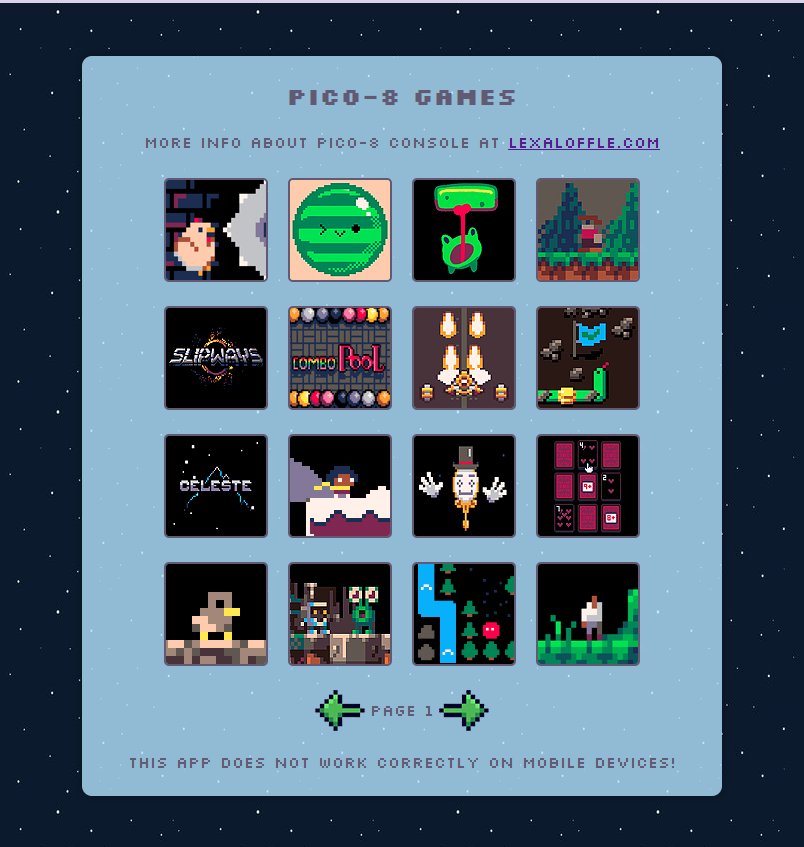 PICO-8 GAMES
MORE INFO ABOUT PICO-8 CONSOLE AT LEXALOFFLE.COM
SLIPWAYS
COMBO POOL
CELESTE
PAGE 1
THIS APP DOES NOT WORK CORRECTLY ON MOBILE DEVICES!